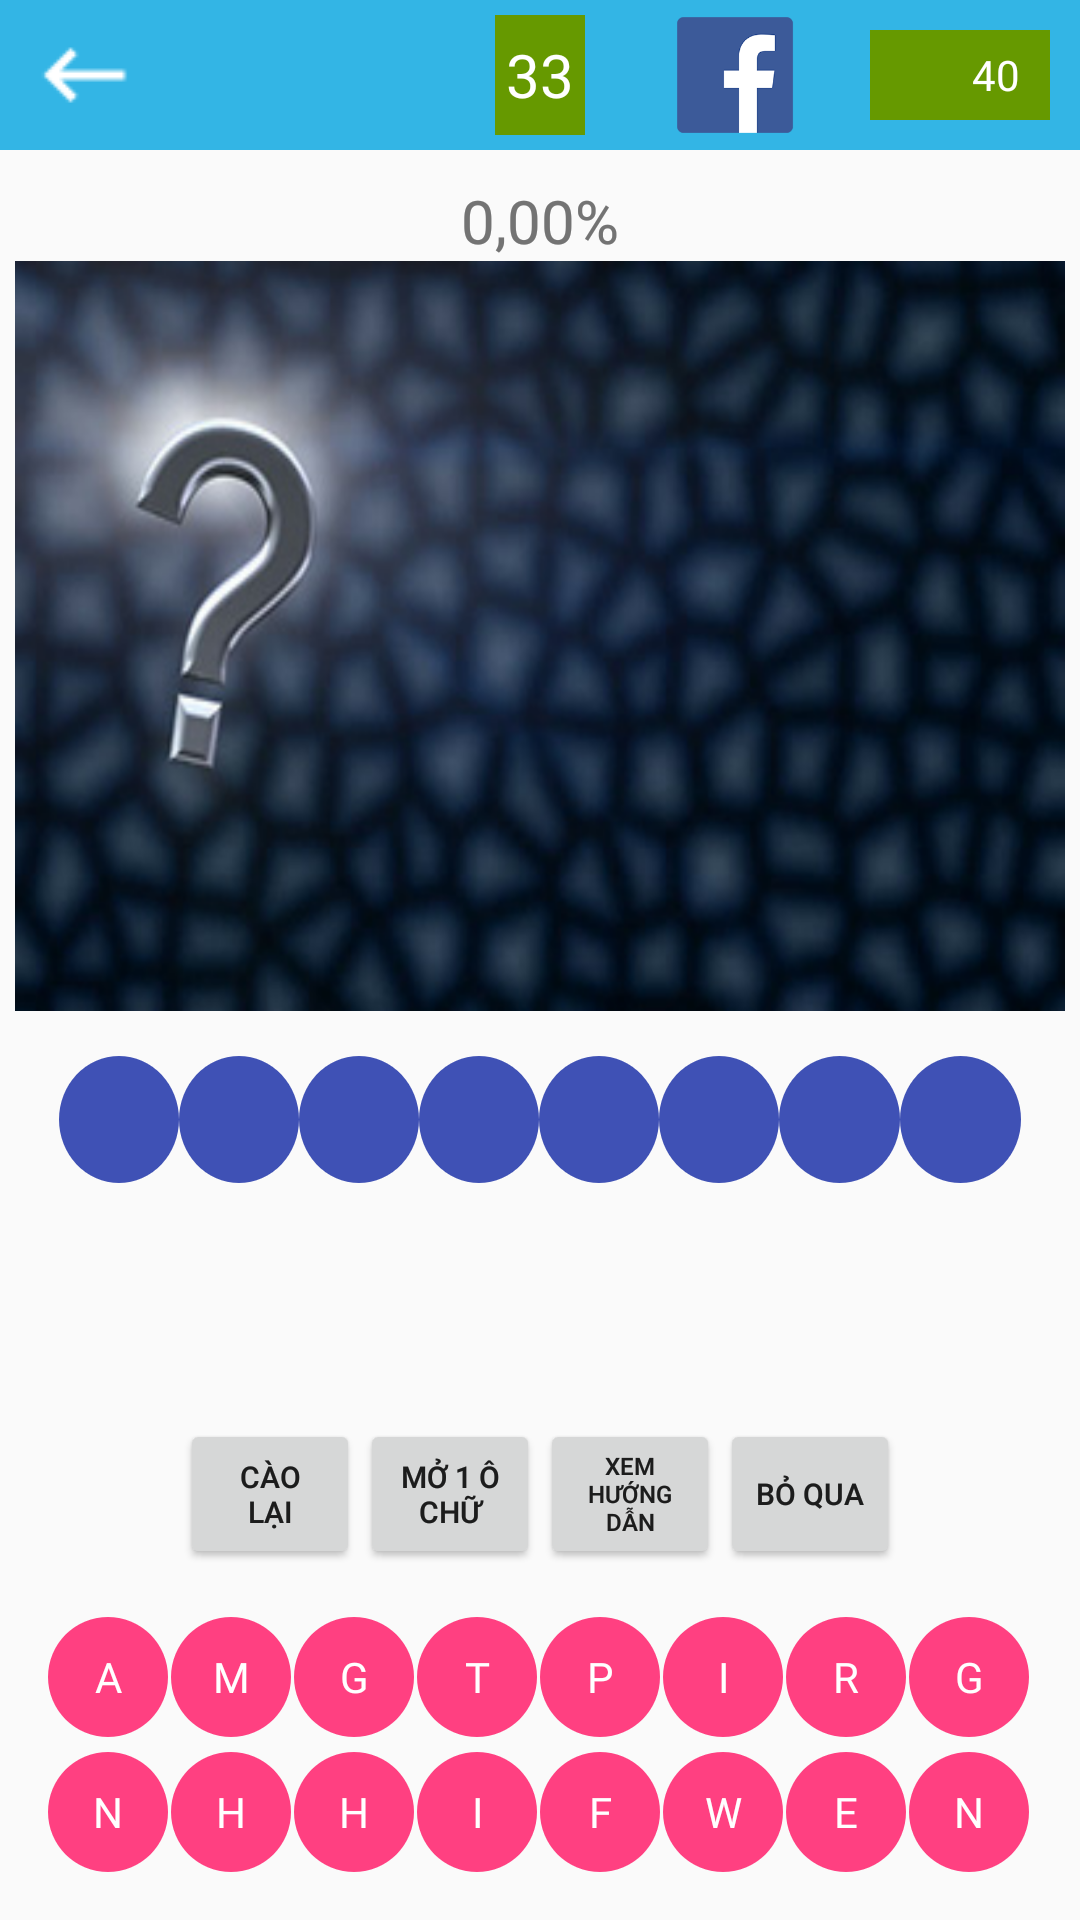 33
f
40
0,00%
CÀO
LẠI
MỞ 1 Ô
CHỮ
XEM
HƯỚNG
DẪN
BỎ QUA
A M G T P I R G
N H H I F W E N